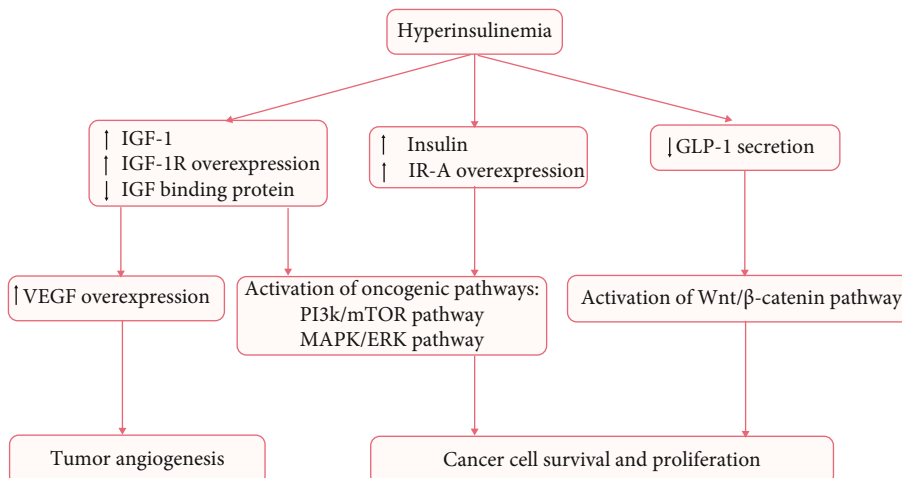 Hyperinsulinemia
↑ IGF-1
↑ IGF-1R overexpression
↓ IGF binding protein
↑ Insulin
↑ IR-A overexpression
↓GLP-1 secretion
↑VEGF overexpression
Activation of oncogenic pathways:
PI3k/mTOR pathway
MAPK/ERK pathway
Activation of Wnt/β-catenin pathway
Tumor angiogenesis
Cancer cell survival and proliferation